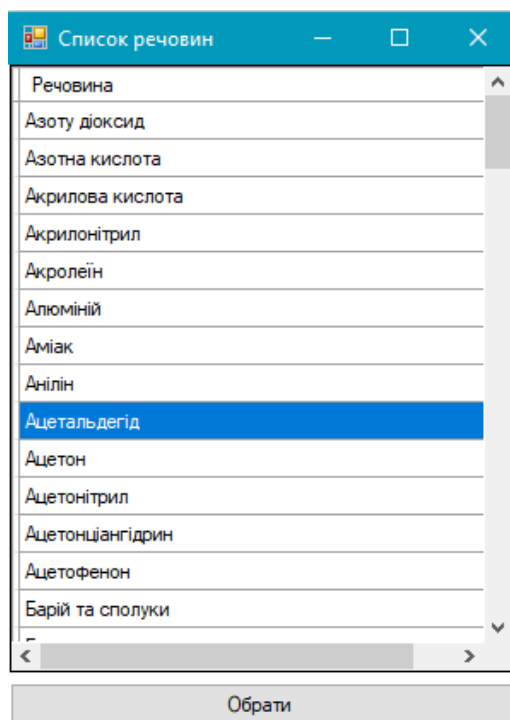 Список речовин
Речовина
Азоту діоксид
Азотна кислота
Акрилова кислота
Акрилонітрил
Акролеїн
Алюміній
Аміак
Анілін
Ацетальдегід
Ацетон
Ацетонітрил
Ацетонціангідрин
Ацетофенон
Барій та сполуки
Обрати